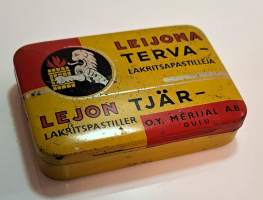 LEIJONA
TERVA-
LAKRITSAPASTILLEJA
LEJON TJÄR-
LAKRITSPASTILLER O.Y. MERIJAL A.B.
OULU